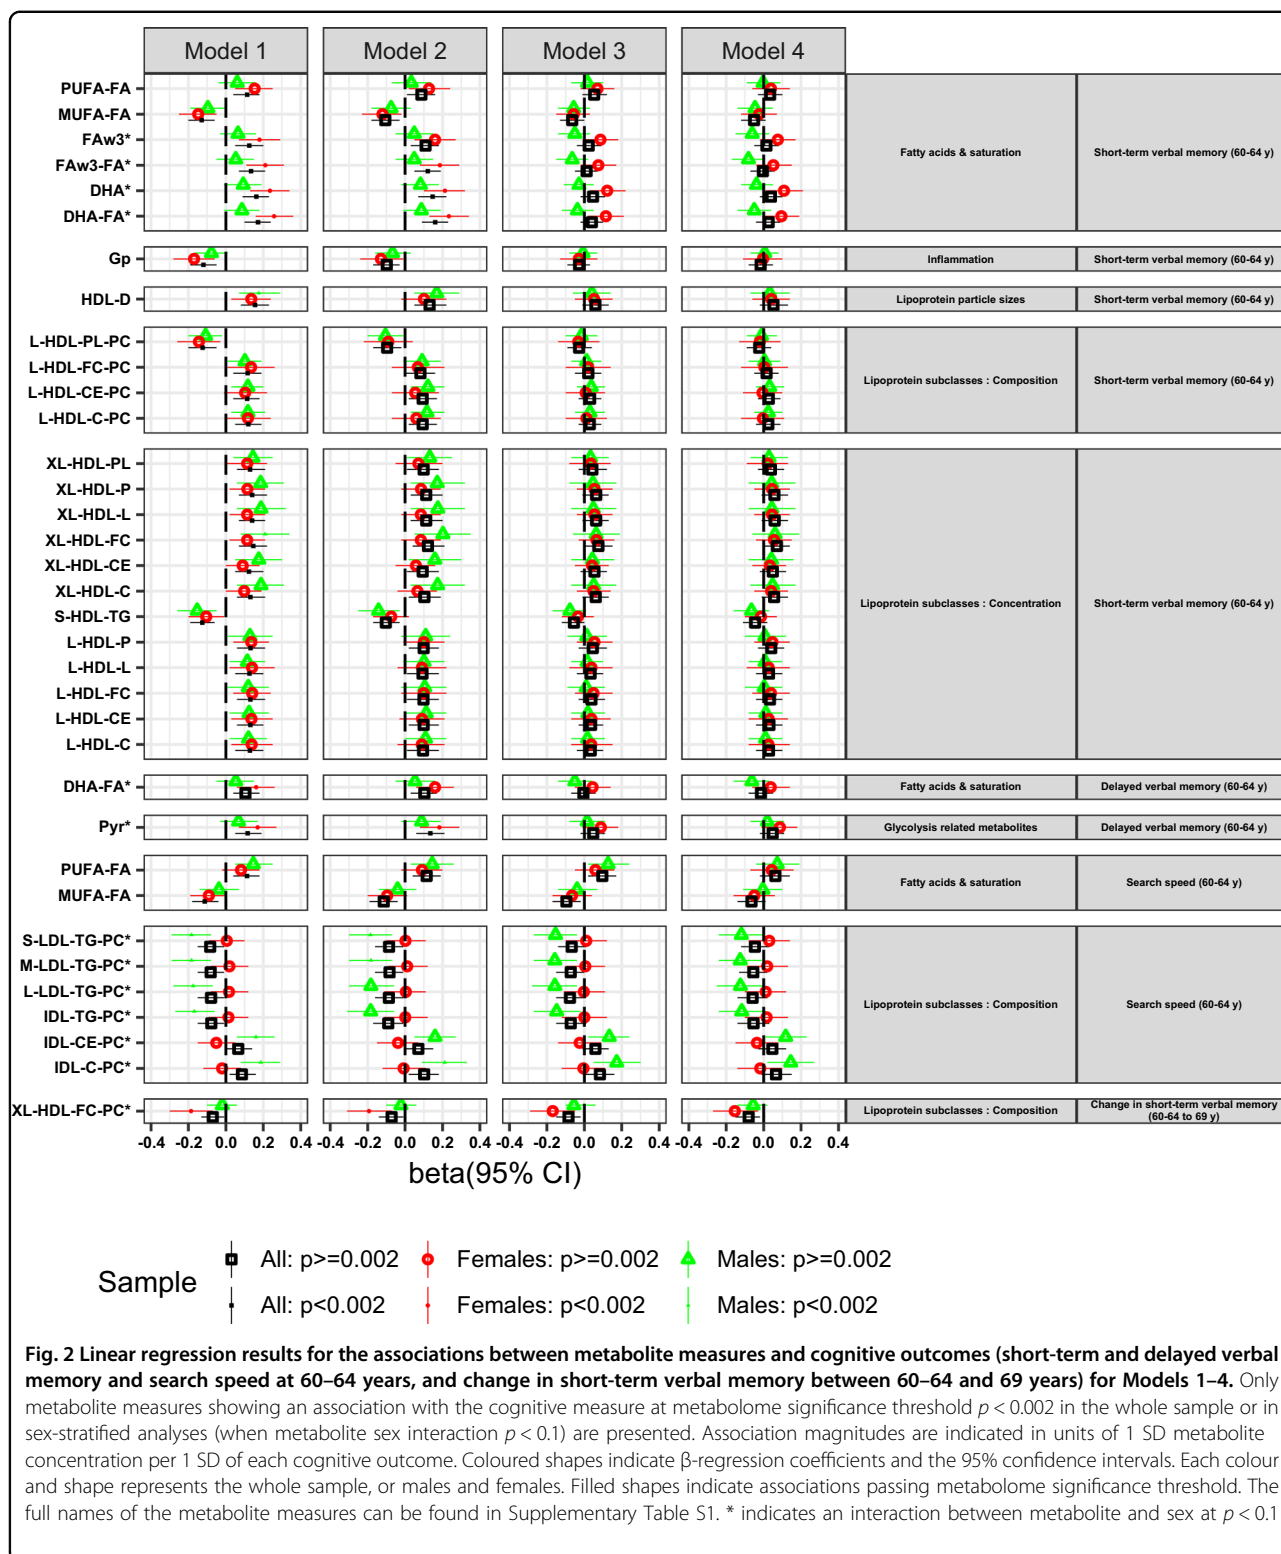 Model 1 Model 2 Model 3 Model 4
PUFA-FA
MUFA-FA
FAw3*
FAw3-FA*
DHA*
DHA-FA*
Fatty acids & saturation
Short-term verbal memory (60-64 y)
Gp
Inflammation
Short-term verbal memory (60-64 y)
HDL-D
Lipoprotein particle sizes
Short-term verbal memory (60-64 y)
L-HDL-PL-PC
L-HDL-FC-PC
L-HDL-CE-PC
L-HDL-C-PC
Lipoprotein subclasses : Composition
Short-term verbal memory (60-64 y)
XL-HDL-PL
XL-HDL-P
XL-HDL-L
XL-HDL-FC
XL-HDL-CE
XL-HDL-C
S-HDL-TG
L-HDL-P
L-HDL-L
L-HDL-FC
L-HDL-CE
L-HDL-C
Lipoprotein subclasses : Concentration
Short-term verbal memory (60-64 y)
DHA-FA*
Fatty acids & saturation
Delayed verbal memory (60-64 y)
Pyr*
Glycolysis related metabolites
Delayed verbal memory (60-64 y)
PUFA-FA
MUFA-FA
Fatty acids & saturation
Search speed (60-64 y)
S-LDL-TG-PC*
M-LDL-TG-PC*
L-LDL-TG-PC*
IDL-TG-PC*
IDL-CE-PC*
IDL-C-PC*
Lipoprotein subclasses : Composition
Search speed (60-64 y)
XL-HDL-FC-PC*
Lipoprotein subclasses : Composition
Change in short-term verbal memory
(60-64 to 69 y)
-0.4 -0.2 0.0 0.2 0.4 -0.4 -0.2 0.0 0.2 0.4 -0.4 -0.2 0.0 0.2 0.4 -0.4 -0.2 0.0 0.2 0.4
beta(95% CI)
Sample
All: p>=0.002 Females: p>=0.002 Males: p>=0.002
All: p<0.002 Females: p<0.002 Males: p<0.002
Fig. 2 Linear regression results for the associations between metabolite measures and cognitive outcomes (short-term and delayed verbal
memory and search speed at 60–64 years, and change in short-term verbal memory between 60–64 and 69 years) for Models 1–4. Only
metabolite measures showing an association with the cognitive measure at metabolome significance threshold p < 0.002 in the whole sample or in
sex-stratified analyses (when metabolite sex interaction p < 0.1) are presented. Association magnitudes are indicated in units of 1 SD metabolite
concentration per 1 SD of each cognitive outcome. Coloured shapes indicate β-regression coefficients and the 95% confidence intervals. Each colour
and shape represents the whole sample, or males and females. Filled shapes indicate associations passing metabolome significance threshold. The
full names of the metabolite measures can be found in Supplementary Table S1. * indicates an interaction between metabolite and sex at p < 0.1